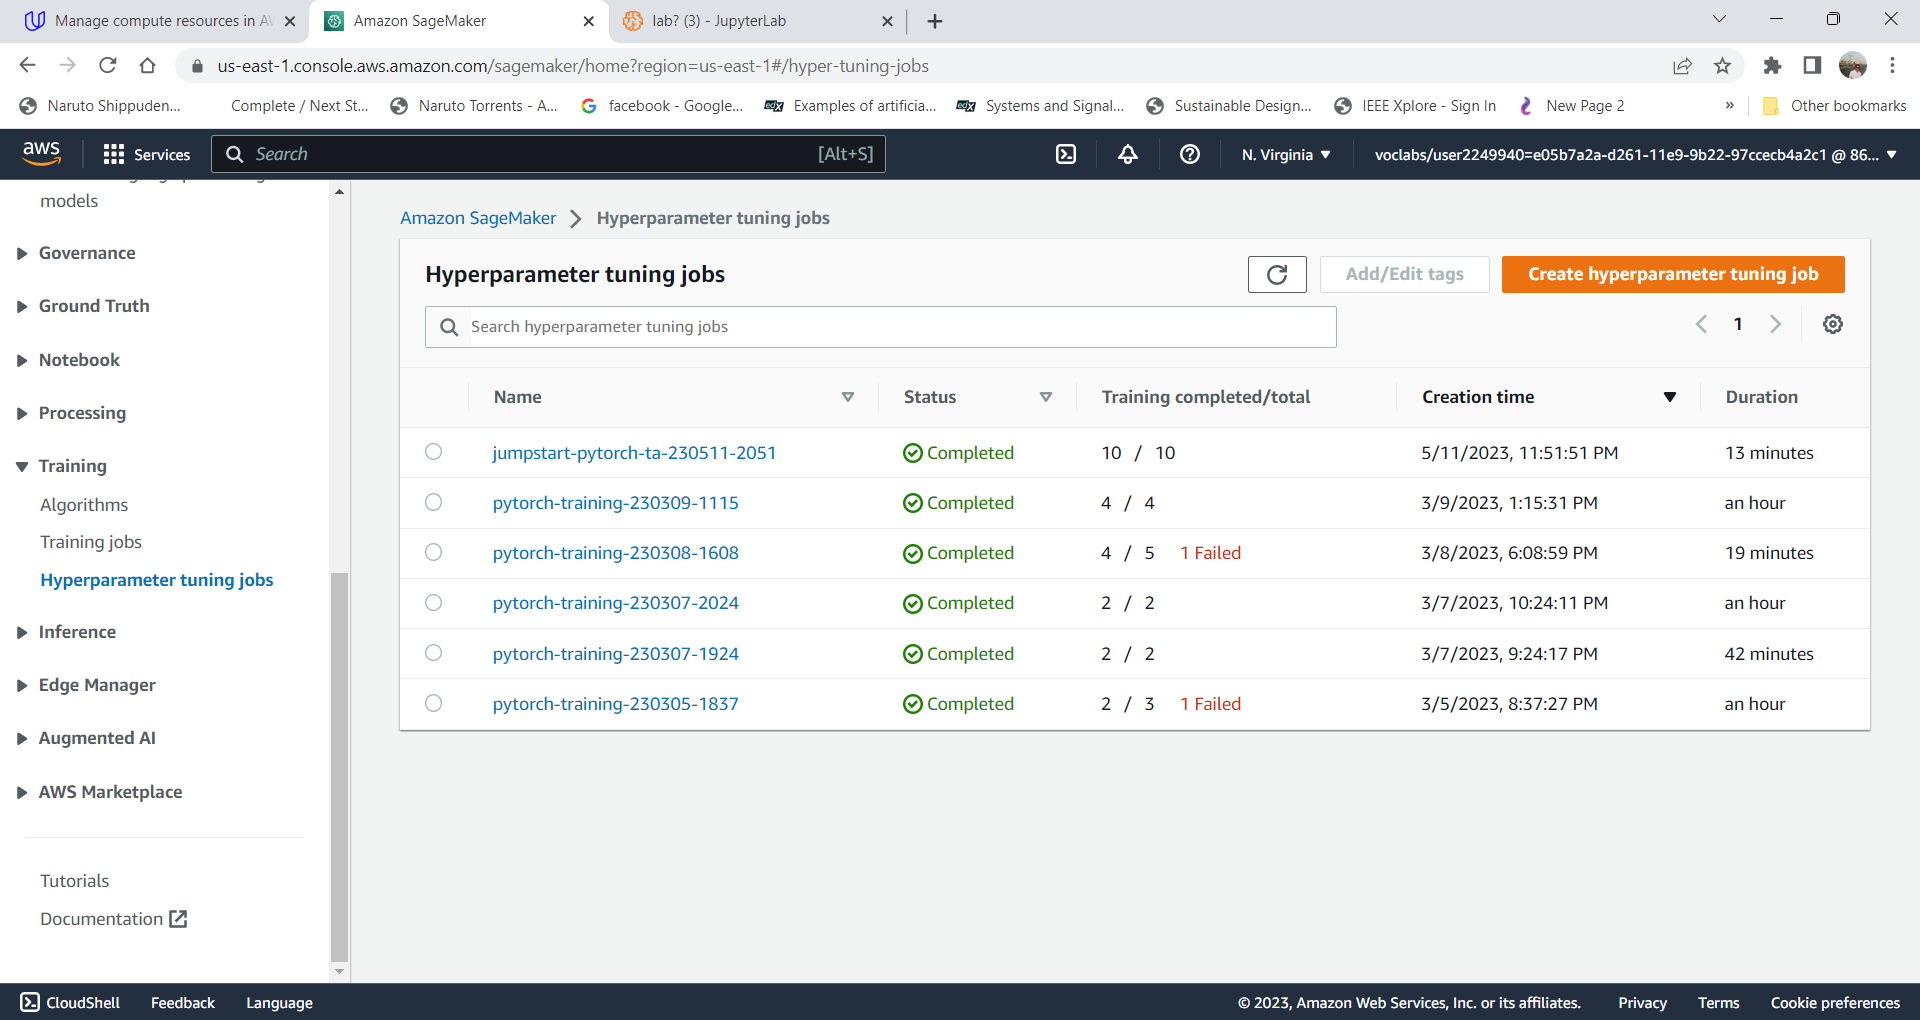 Manage compute resources in AW
Amazon SageMaker
lab? (3) - JupyterLab
us-east-1.console.aws.amazon.com/sagemaker/home?region=us-east-1#/hyper-tuning-jobs
Naruto Shippuden...
Complete / Next St...
Naruto Torrents - A...
facebook - Google...
Examples of artificia...
Systems and Signal...
Sustainable Design...
IEEE Xplore - Sign In
New Page 2
»
Other bookmarks
aws
Services
Search
[Alt+S]
N. Virginia
voclabs/user2249940=e05b7a2a-d261-11e9-9b22-97ccecb4a2c1 @ 86...
models
Governance
Ground Truth
Notebook
Processing
Training
Algorithms
Training jobs
Hyperparameter tuning jobs
Inference
Edge Manager
Augmented AI
AWS Marketplace
Tutorials
Documentation
Amazon SageMaker > Hyperparameter tuning jobs
Hyperparameter tuning jobs
Add/Edit tags
Create hyperparameter tuning job
Search hyperparameter tuning jobs
1
Name Status Training completed/total Creation time Duration
jumpstart-pytorch-ta-230511-2051 Completed 10 / 10 5/11/2023, 11:51:51 PM 13 minutes
pytorch-training-230309-1115 Completed 4 / 4 3/9/2023, 1:15:31 PM an hour
pytorch-training-230308-1608 Completed 4 / 5 1 Failed 3/8/2023, 6:08:59 PM 19 minutes
pytorch-training-230307-2024 Completed 2 / 2 3/7/2023, 10:24:11 PM an hour
pytorch-training-230307-1924 Completed 2 / 2 3/7/2023, 9:24:17 PM 42 minutes
pytorch-training-230305-1837 Completed 2 / 3 1 Failed 3/5/2023, 8:37:27 PM an hour
CloudShell
Feedback
Language
© 2023, Amazon Web Services, Inc. or its affiliates.
Privacy
Terms
Cookie preferences